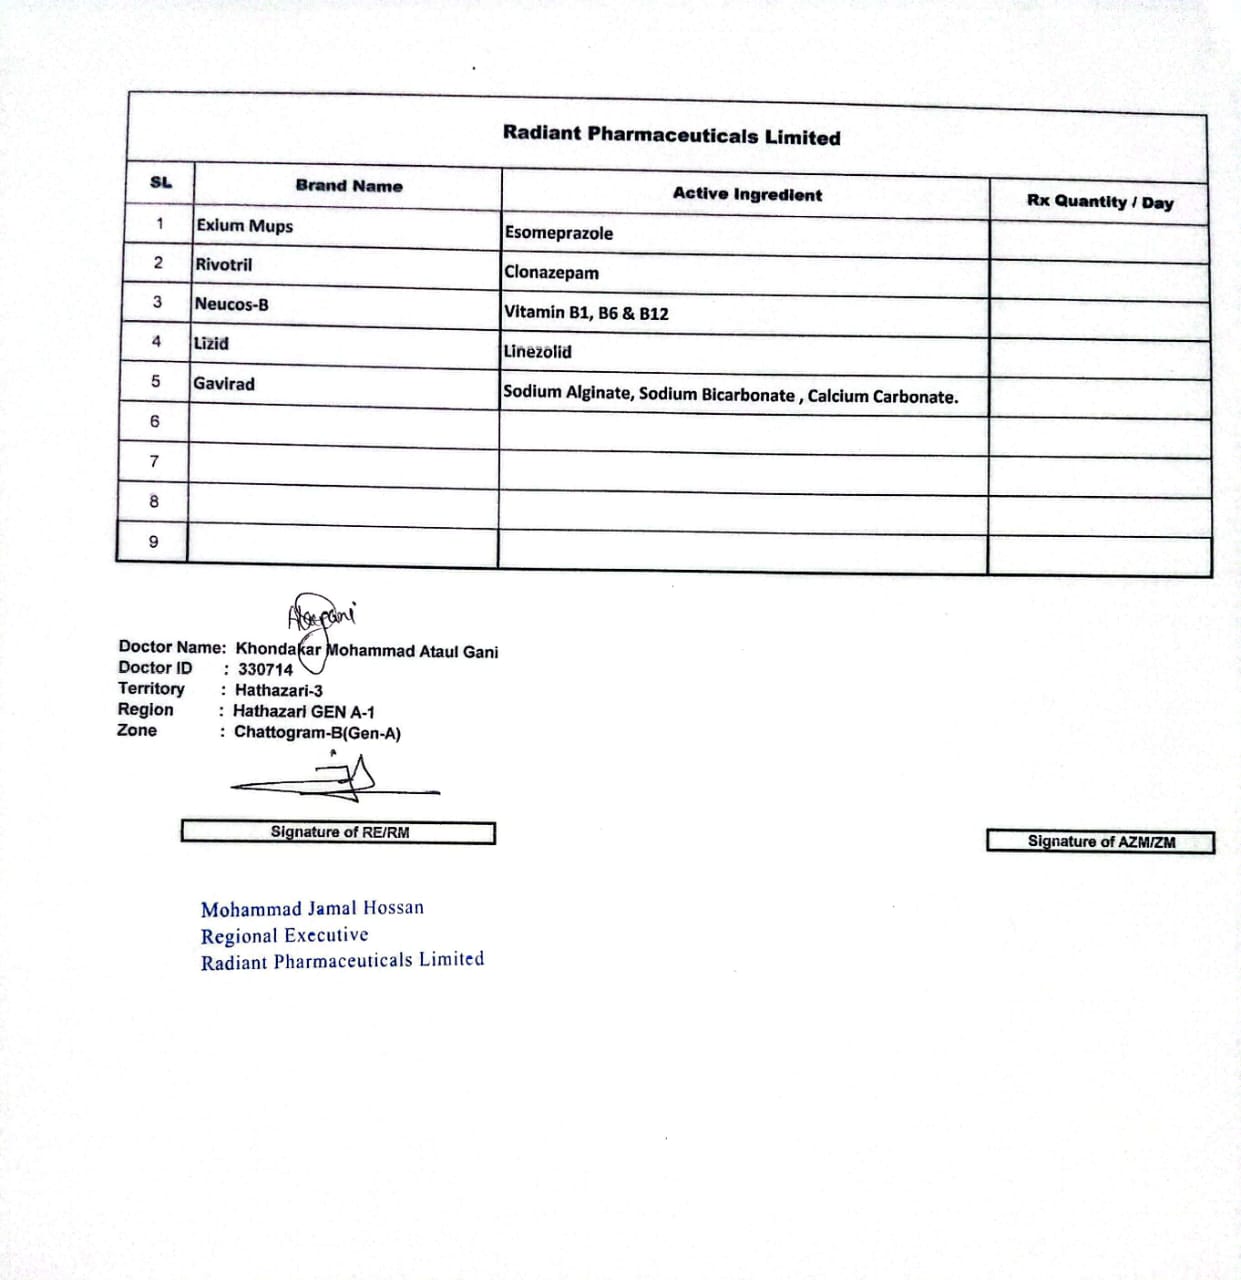 Radiant Pharmaceuticals Limited
SL Brand Name Active Ingredient Rx Quantity / Day
1 Exium Mups Esomeprazole
2 Rivotril Clonazepam
3 Neucos-B Vitamin B1, B6 & B12
4 Lizid Linezolid
5 Gavirad Sodium Alginate, Sodium Bicarbonate , Calcium Carbonate.
6
7
8
9
Doctor Name: Khondakar Mohammad Ataul Gani
Doctor ID : 330714
Territory : Hathazari-3
Region : Hathazari GEN A-1
Zone : Chattogram-B(Gen-A)
Signature of RE/RM Signature of AZM/ZM
Mohammad Jamal Hossan
Regional Executive
Radiant Pharmaceuticals Limited